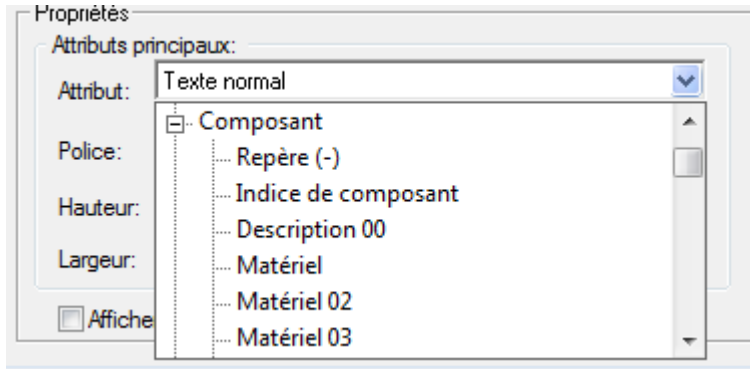 Propriétés
Attributs principaux:
Attribut:
Texte normal
Composant
Police:
Repère (-)
Indice de composant
Hauteur:
Description 00
Largeur:
Matériel
Matériel 02
Affiche
Matériel 03